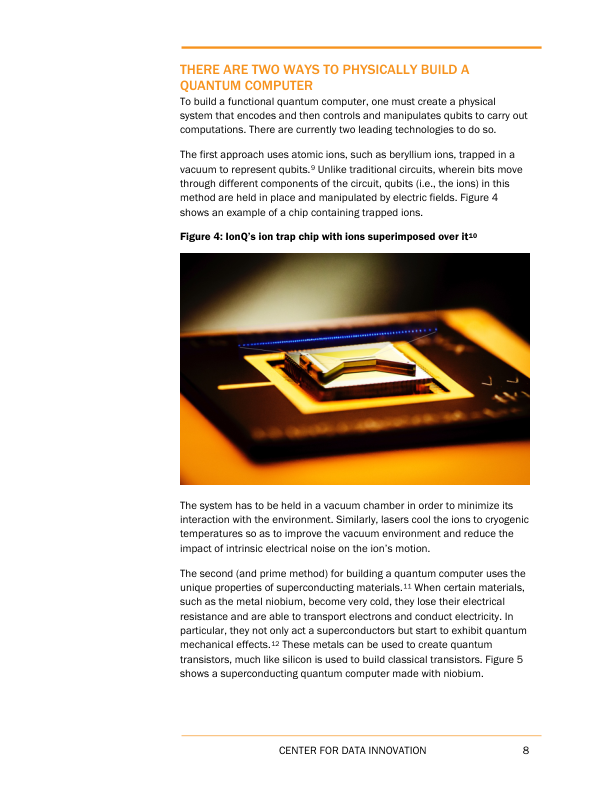 THERE ARE TWO WAYS TO PHYSICALLY BUILD A
QUANTUM COMPUTER
To build a functional quantum computer, one must create a physical
system that encodes and then controls and manipulates qubits to carry out
computations. There are currently two leading technologies to do so.
The first approach uses atomic ions, such as beryllium ions, trapped in a
vacuum to represent qubits.⁹ Unlike traditional circuits, wherein bits move
through different components of the circuit, qubits (i.e., the ions) in this
method are held in place and manipulated by electric fields. Figure 4
shows an example of a chip containing trapped ions.
Figure 4: IonQ’s ion trap chip with ions superimposed over it¹⁰
The system has to be held in a vacuum chamber in order to minimize its
interaction with the environment. Similarly, lasers cool the ions to cryogenic
temperatures so as to improve the vacuum environment and reduce the
impact of intrinsic electrical noise on the ion’s motion.
The second (and prime method) for building a quantum computer uses the
unique properties of superconducting materials.¹¹ When certain materials,
such as the metal niobium, become very cold, they lose their electrical
resistance and are able to transport electrons and conduct electricity. In
particular, they not only act a superconductors but start to exhibit quantum
mechanical effects.¹² These metals can be used to create quantum
transistors, much like silicon is used to build classical transistors. Figure 5
shows a superconducting quantum computer made with niobium.
CENTER FOR DATA INNOVATION 8